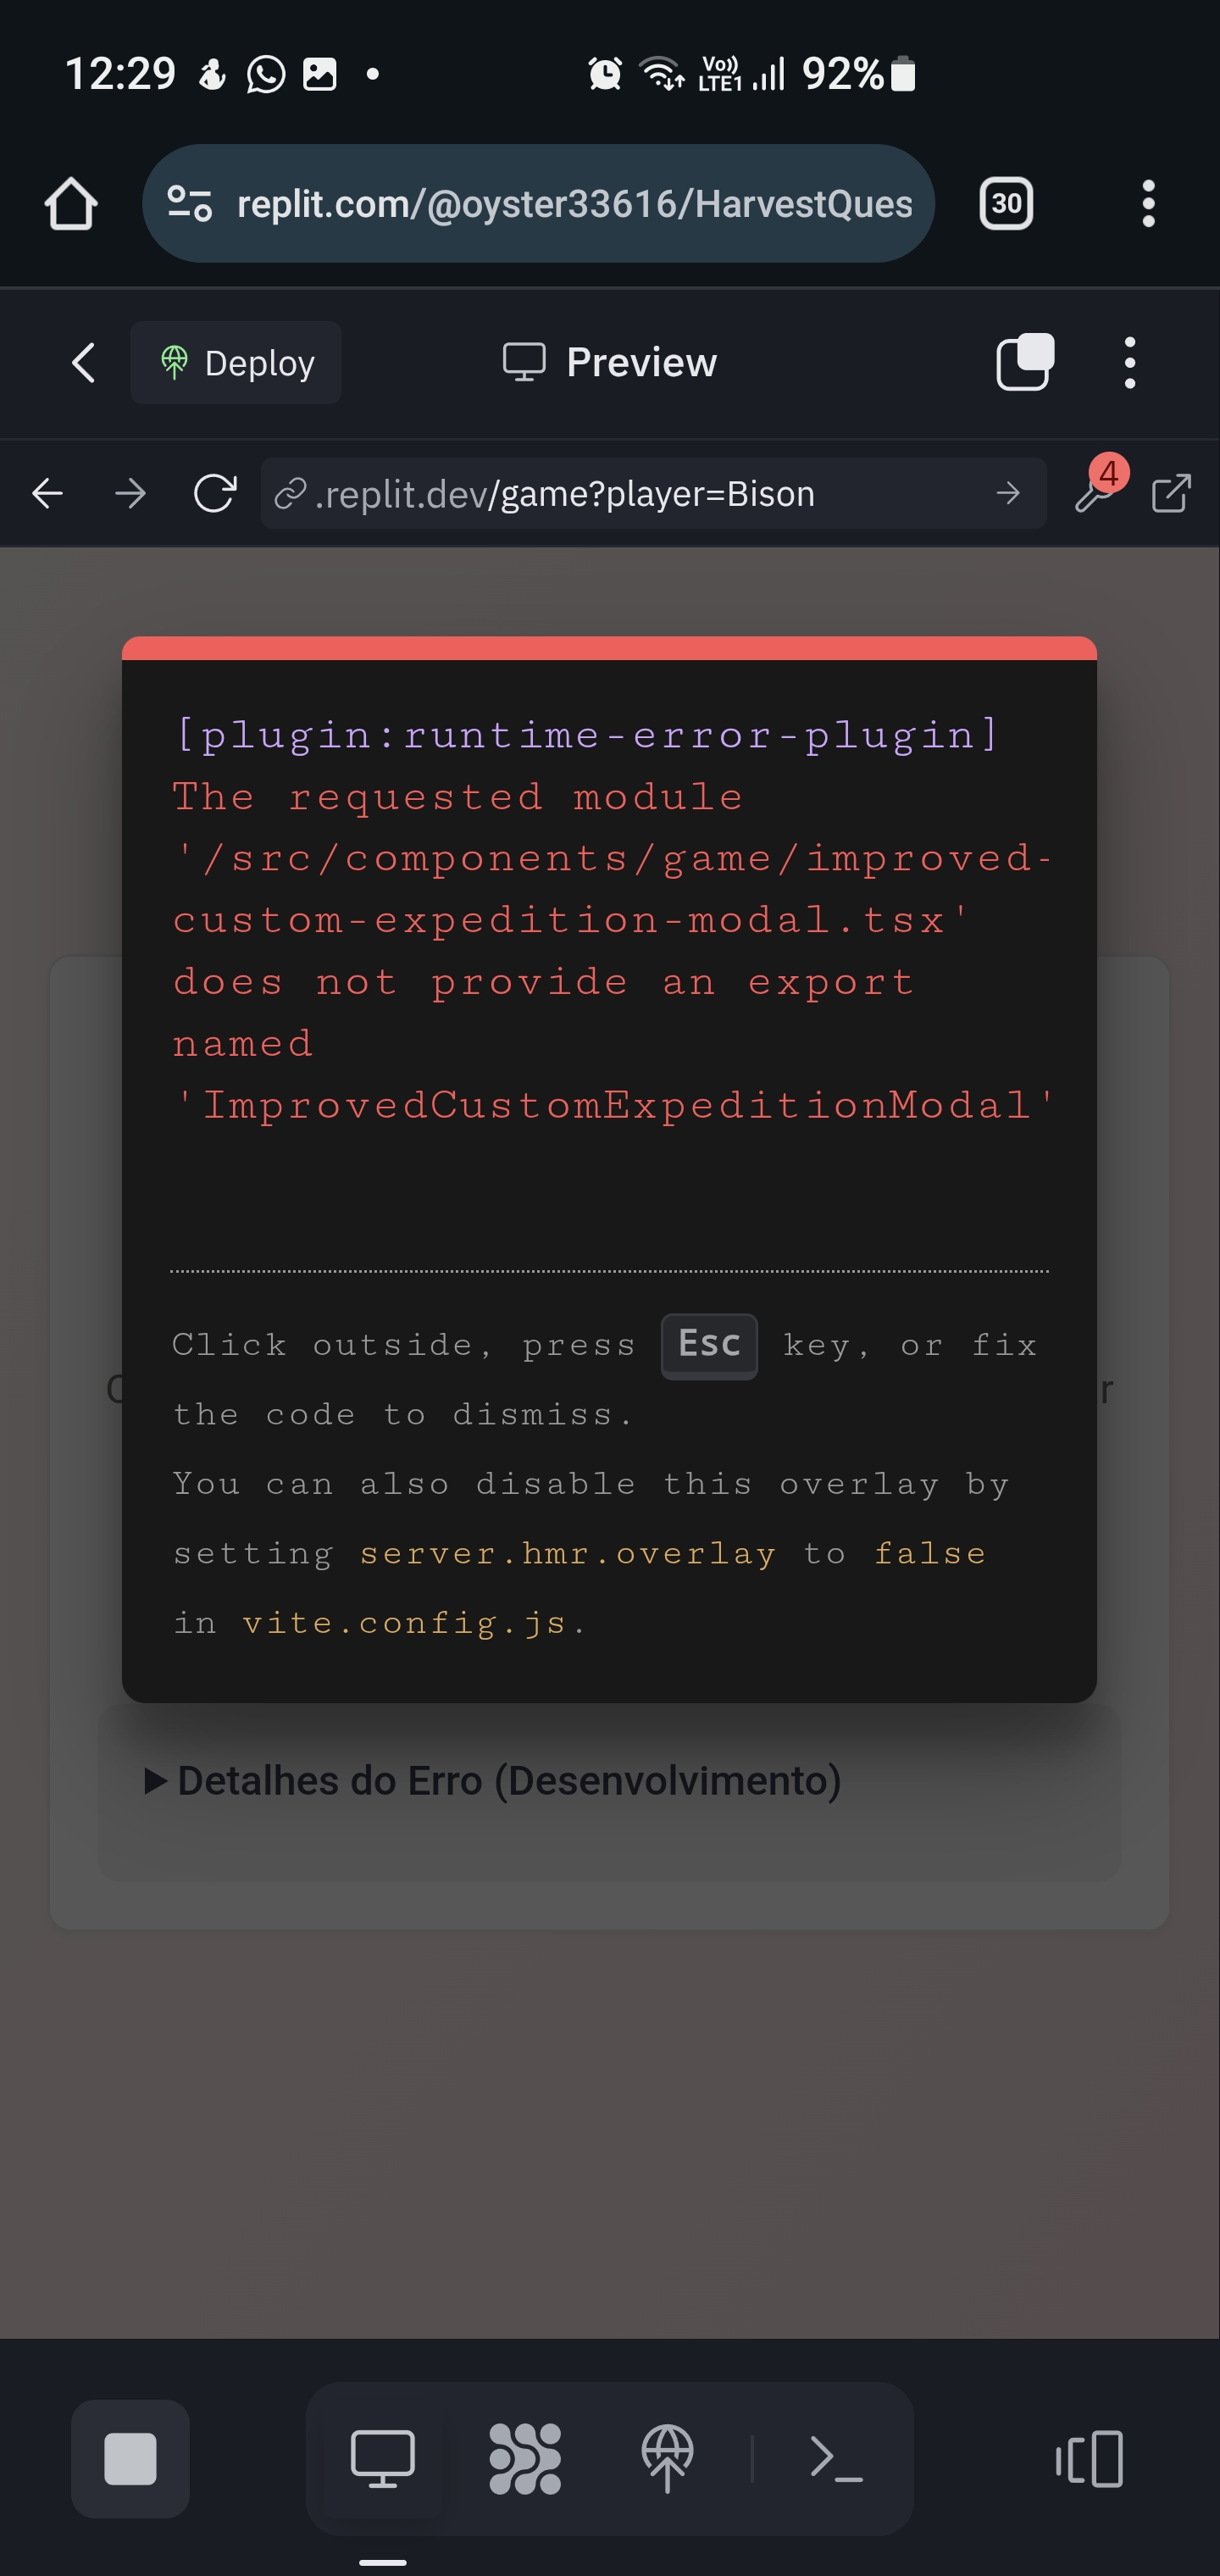 12:29 Vo)) LTE1 92%
replit.com/@oyster33616/HarvestQues 30
Deploy Preview
.replit.dev/game?player=Bison 4
[plugin:runtime-error-plugin]
The requested module
'/src/components/game/improved-
custom-expedition-modal.tsx'
does not provide an export
named
'ImprovedCustomExpeditionModal'
Click outside, press Esc key, or fix
the code to dismiss.
You can also disable this overlay by
setting server.hmr.overlay to false
in vite.config.js.
Detalhes do Erro (Desenvolvimento)